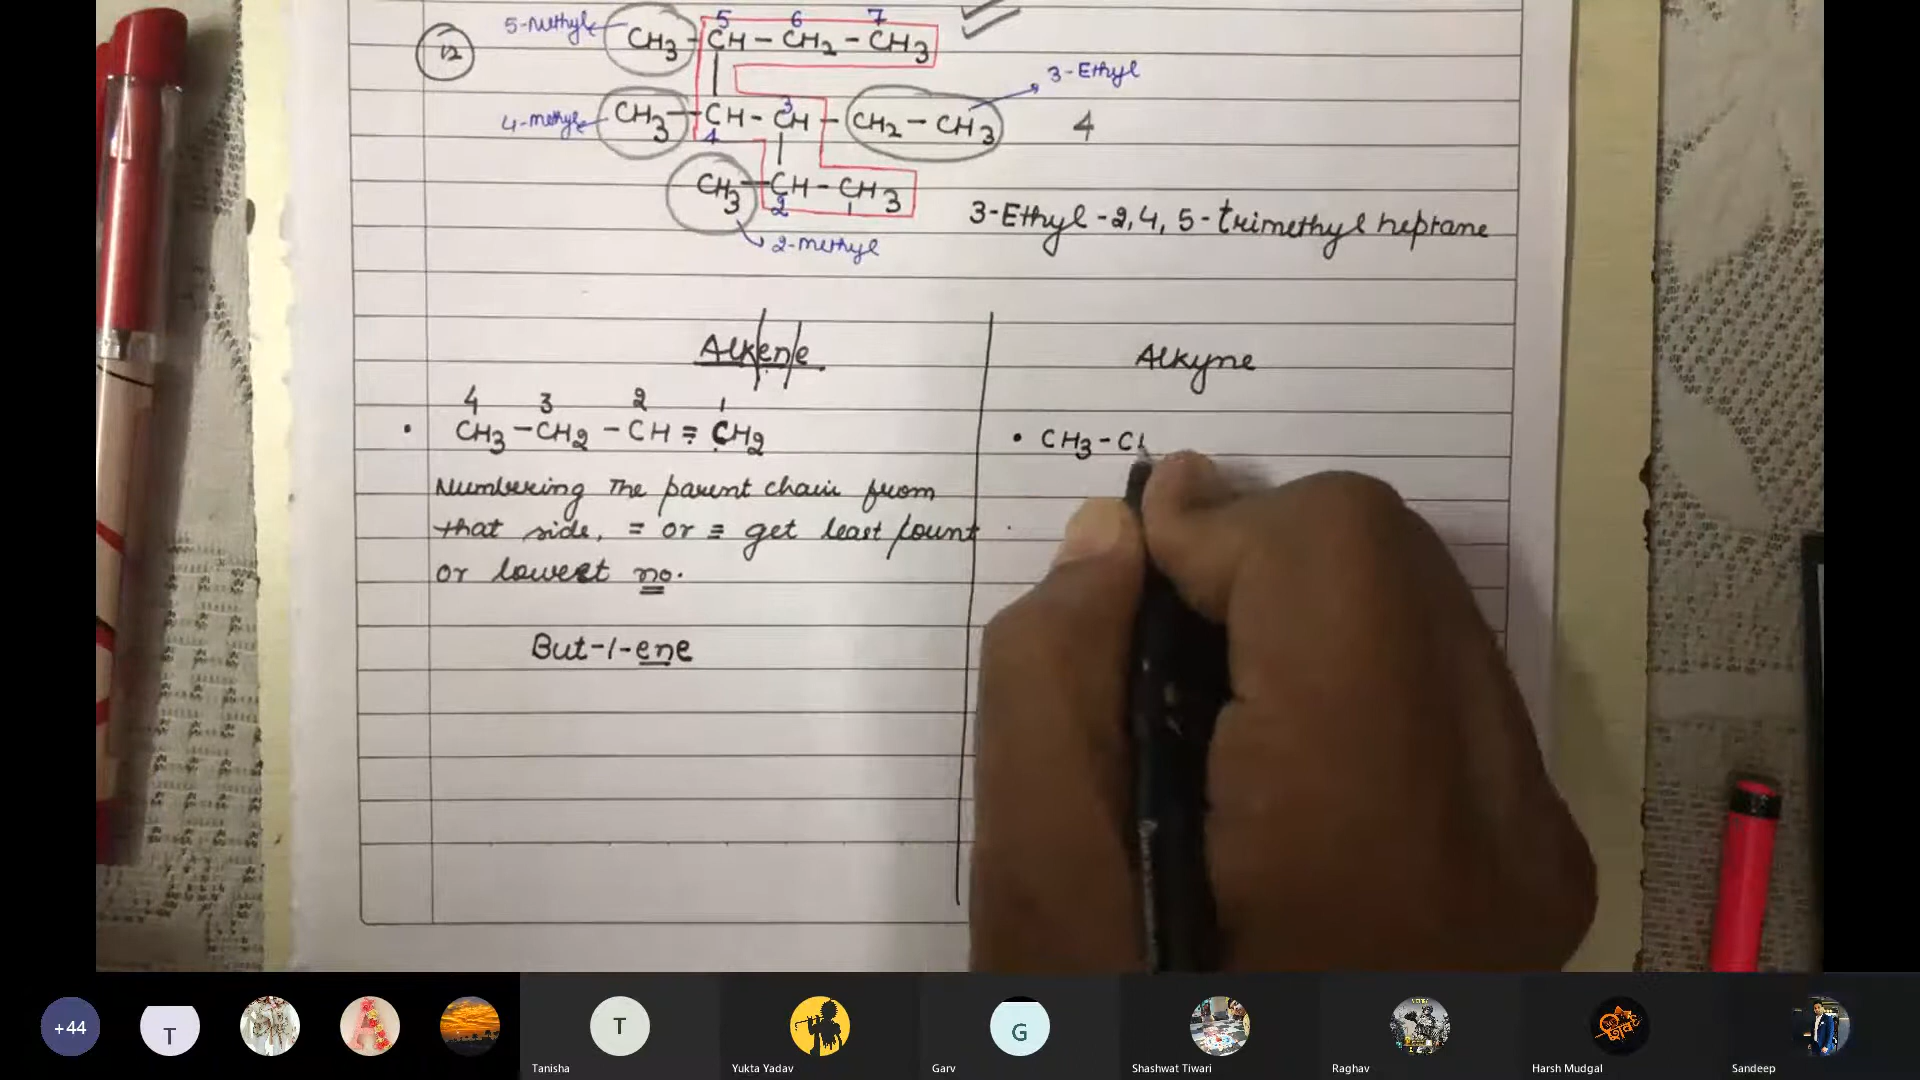 5-methyl
5 6 7
12
CH3 - CH - CH2 - CH3
3-Ethyl
4-methyl
CH3 - CH - CH - CH2 - CH3
3
4
4
CH3 - CH - CH3
2 1
2-methyl
3-Ethyl-2,4,5-trimethyl heptane
Alkene
4 3 2 1
• CH3 - CH2 - CH = CH2
Numbering The parent chain from
that side, = or ≡ get least count
or lowest no.
But-1-ene
Alkyne
• CH3 - C
+44
T
A
T
G
Tanisha
Yukta Yadav
Garv
Shashwat Tiwari
Raghav
Harsh Mudgal
Sandeep